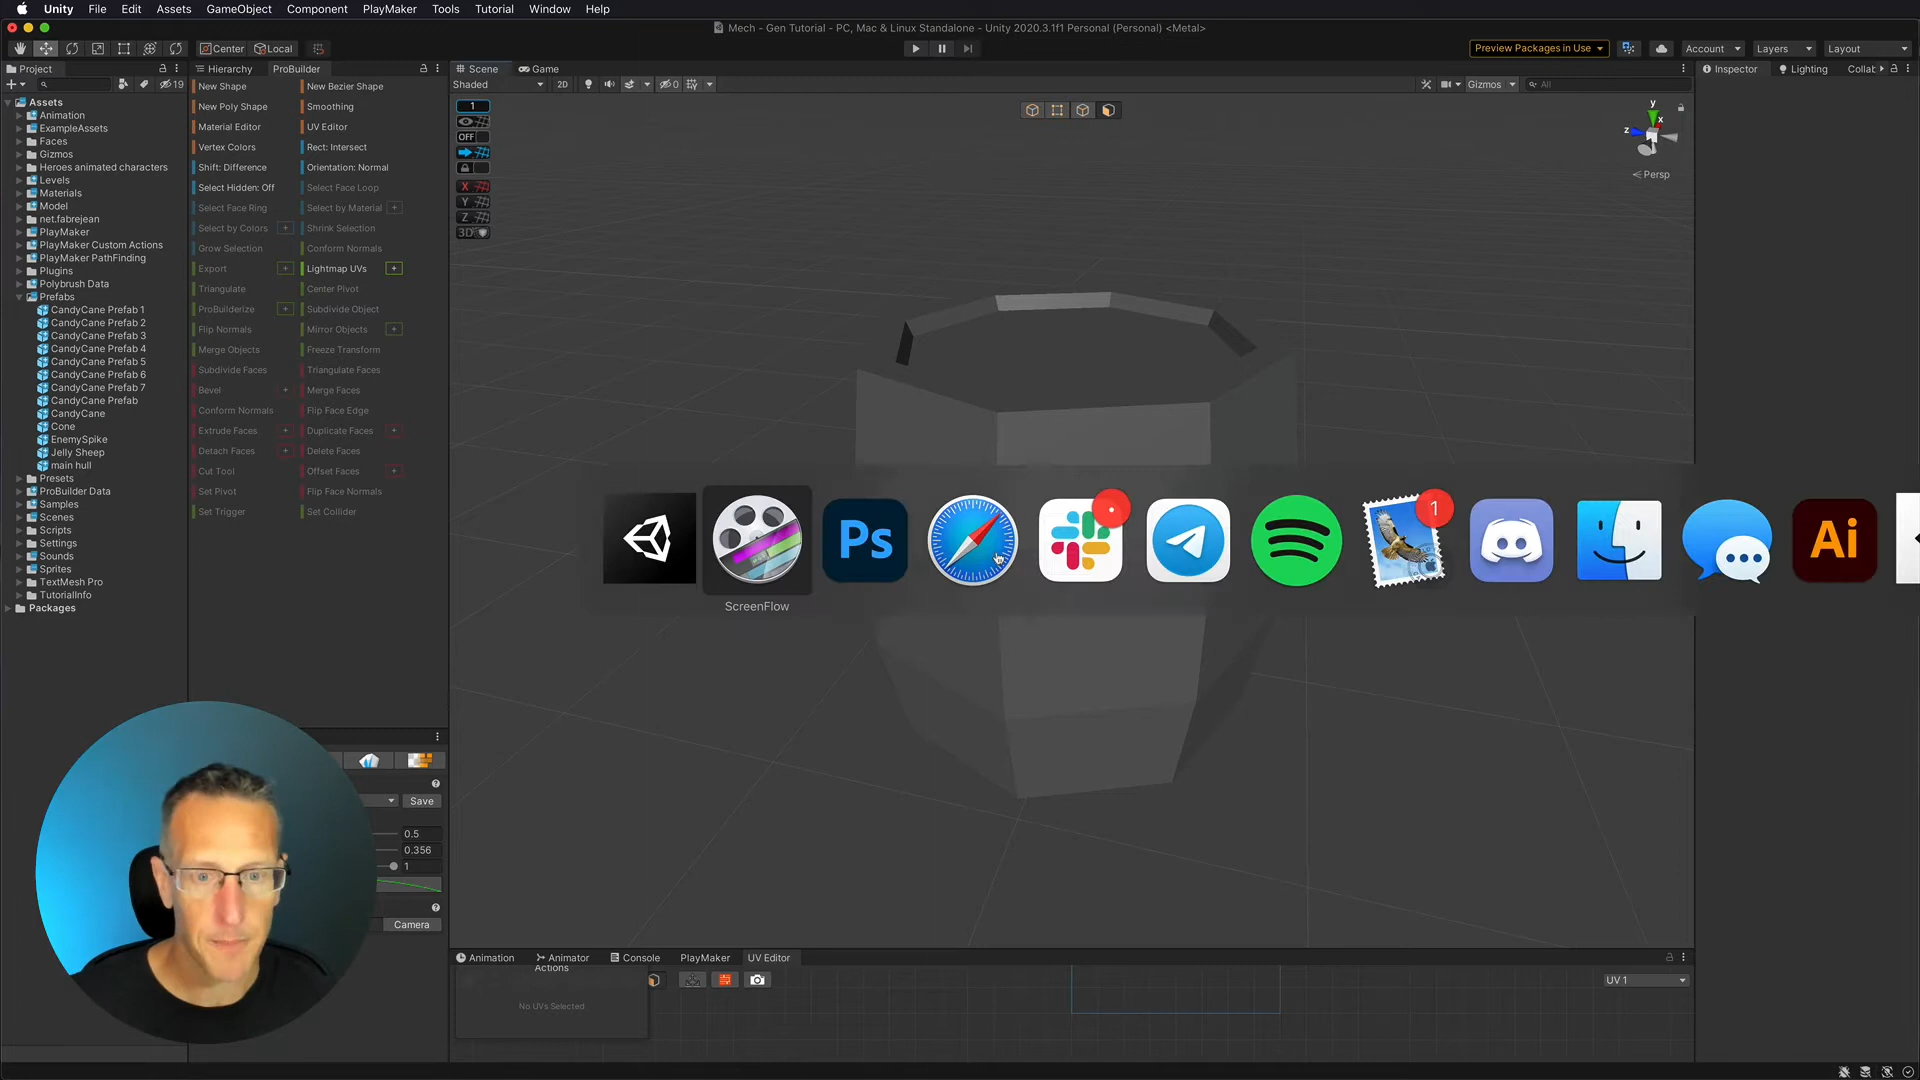 Unity File Edit Assets GameObject Component PlayMaker Tools Tutorial Window Help
Mech - Gen Tutorial - PC, Mac & Linux Standalone - Unity 2020.3.1f1 Personal (Personal) <Metal>
Center Local Preview Packages in Use Account Layers Layout
Project
19
Assets
Animation
ExampleAssets
Faces
Gizmos
Heroes animated characters
Levels
Materials
Model
net.fabrejean
PlayMaker
PlayMaker Custom Actions
PlayMaker PathFinding
Plugins
Polybrush Data
Prefabs
CandyCane Prefab 1
CandyCane Prefab 2
CandyCane Prefab 3
CandyCane Prefab 4
CandyCane Prefab 5
CandyCane Prefab 6
CandyCane Prefab 7
CandyCane Prefab
CandyCane
Cone
EnemySpike
Jelly Sheep
main hull
Presets
ProBuilder Data
Samples
Scenes
Scripts
Settings
Sounds
Sprites
TextMesh Pro
TutorialInfo
Packages
Hierarchy ProBuilder
New Shape New Bezier Shape
New Poly Shape Smoothing
Material Editor UV Editor
Vertex Colors Rect: Intersect
Shift: Difference Orientation: Normal
Select Hidden: Off Select Face Loop
Select Face Ring Select by Material +
Select by Colors + Shrink Selection
Grow Selection Conform Normals
Export + Lightmap UVs +
Triangulate Center Pivot
ProBuilderize + Subdivide Object
Flip Normals Mirror Objects +
Merge Objects Freeze Transform
Subdivide Faces Triangulate Faces
Bevel + Merge Faces
Conform Normals Flip Face Edge
Extrude Faces + Duplicate Faces +
Detach Faces + Delete Faces
Cut Tool Offset Faces +
Set Pivot Flip Face Normals
Set Trigger Set Collider
Save
0.5
0.356
1
Camera
Scene Game
Shaded 2D 0 Gizmos All
1
OFF
X
Y
Z
3D
y
x
z
Persp
Ps 1 Ai
ScreenFlow
Inspector Lighting Collab
Animation Animator Console PlayMaker UV Editor
Actions
No UVs Selected
UV 1